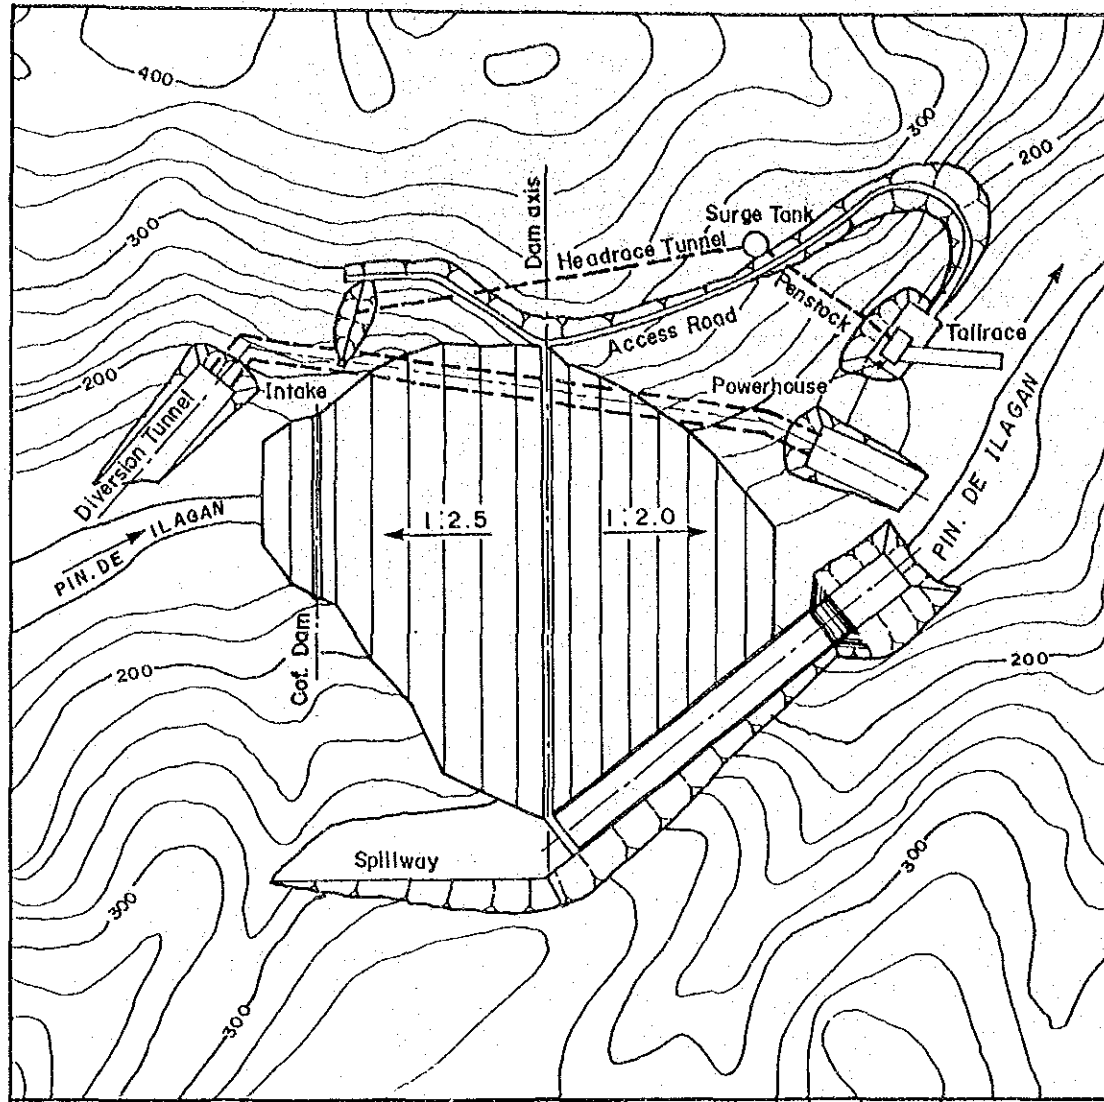 400
300
200
Dam axis
Surge Tank
300
Headrace Tunnel
Penstock
Access Road
Tailrace
200
Intake
Powerhouse
Diversion Tunnel
PIN. DE ILAGAN
PIN. DE ILAGAN
1:2.5
1:2.0
Cof. Dam
200
200
Spillway
300
300
300